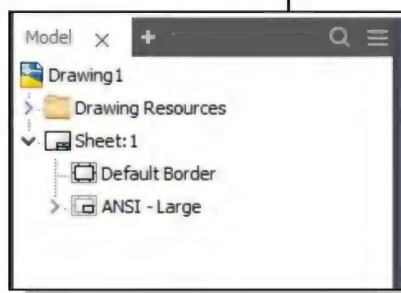 Model
Drawing1
Drawing Resources
Sheet:1
Default Border
ANSI - Large